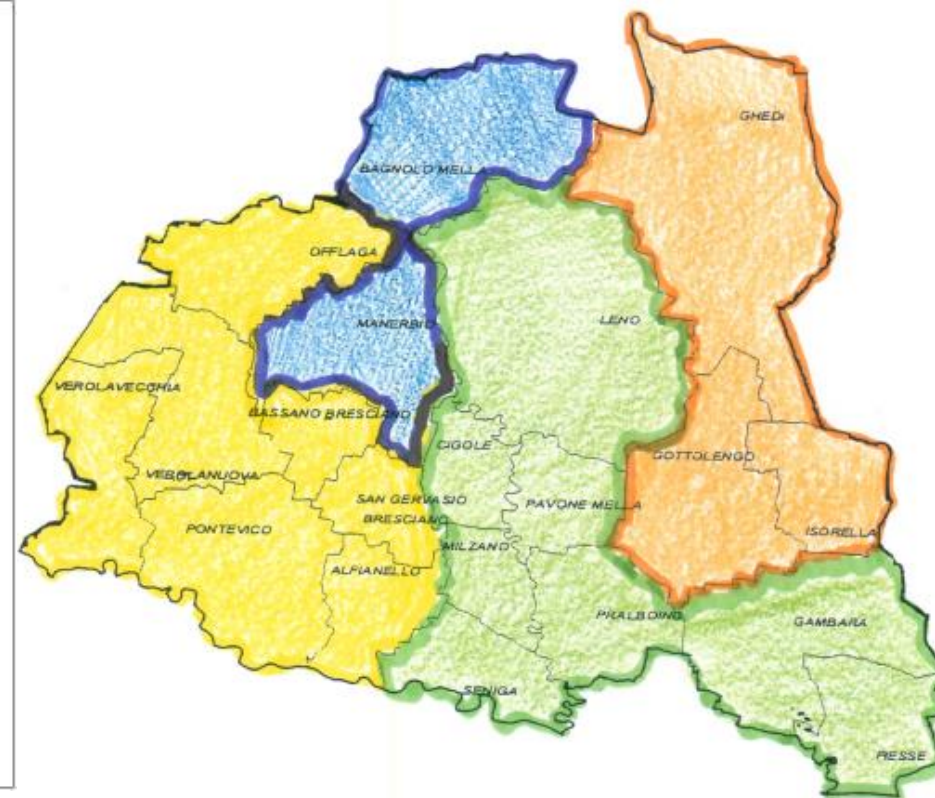 GHEDI
BAGNOLO MELLA
OFFLAGA
MANERBIO
LENO
VEROLAVECCHIA
BASSANO BRESCIANO
CIGOLE
GOTTOLENGO
VEROLANUOVA
SAN GERVASIO
BRESCIANO
PAVONE MELLA
PONTEVICO
ISORELLA
MILZANO
ALFIANELLO
PRALBOINO
GAMBARA
SENIGA
FIESSE